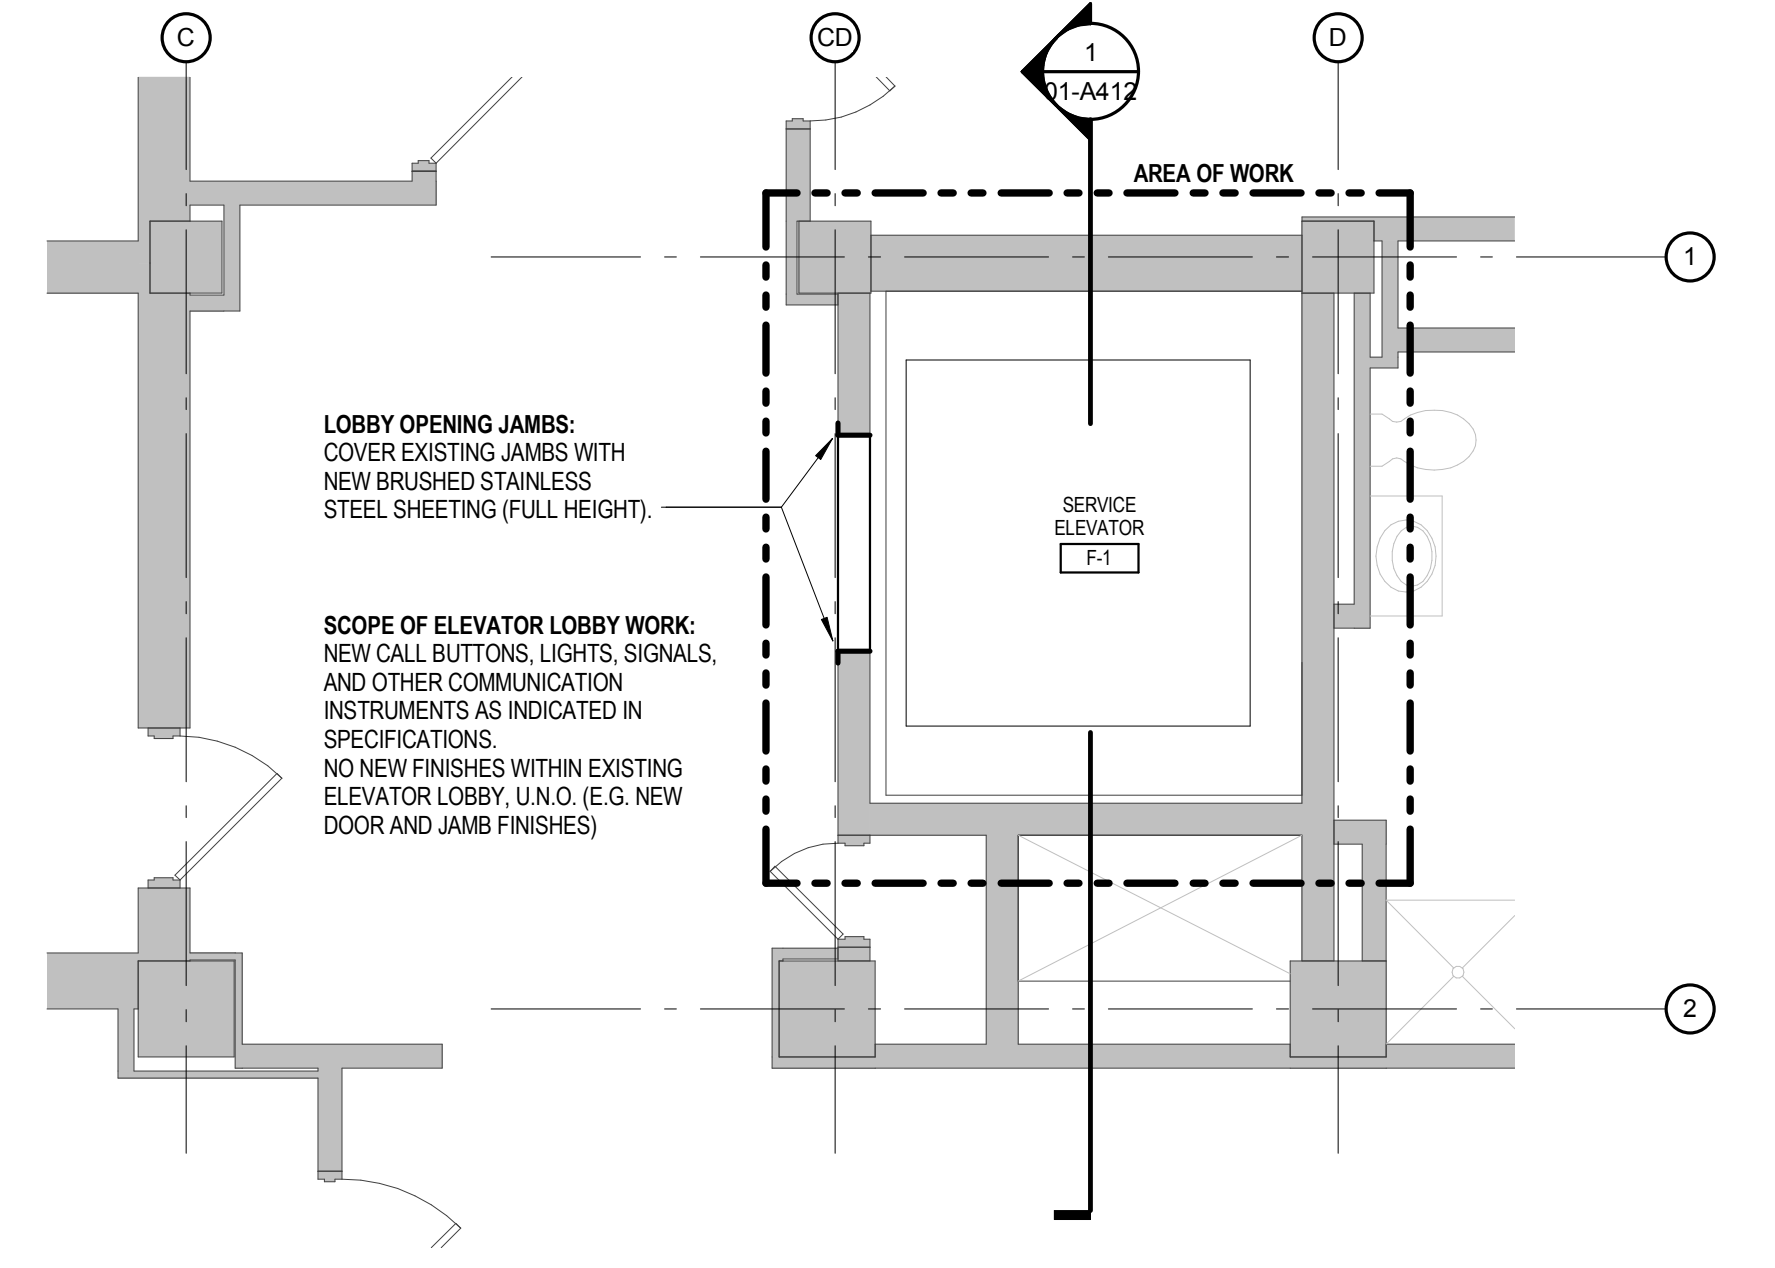 C
CD
1
01-A412
D
AREA OF WORK
1
LOBBY OPENING JAMBS:
COVER EXISTING JAMBS WITH
NEW BRUSHED STAINLESS
STEEL SHEETING (FULL HEIGHT).
SERVICE
ELEVATOR
F-1
SCOPE OF ELEVATOR LOBBY WORK:
NEW CALL BUTTONS, LIGHTS, SIGNALS,
AND OTHER COMMUNICATION
INSTRUMENTS AS INDICATED IN
SPECIFICATIONS.
NO NEW FINISHES WITHIN EXISTING
ELEVATOR LOBBY, U.N.O. (E.G. NEW
DOOR AND JAMB FINISHES)
2